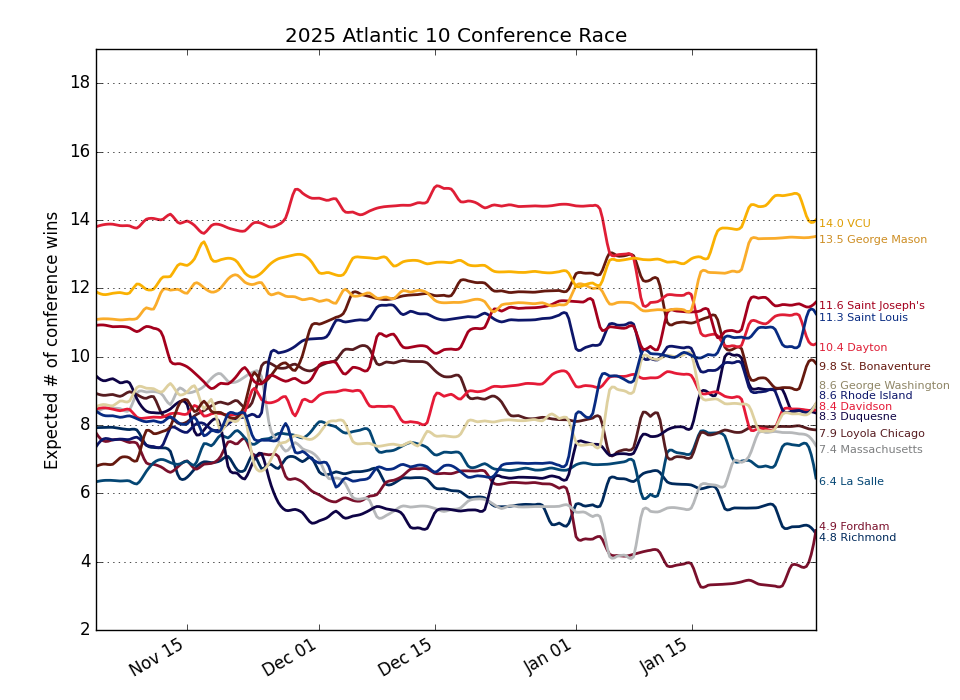 2025 Atlantic 10 Conference Race
Expected # of conference wins
18
16
14
12
10
8
6
4
2
Nov 15
Dec 01
Dec 15
Jan 01
Jan 15
14.0 VCU
13.5 George Mason
11.6 Saint Joseph's
11.3 Saint Louis
10.4 Dayton
9.8 St. Bonaventure
8.6 George Washington
8.6 Rhode Island
8.4 Davidson
8.3 Duquesne
7.9 Loyola Chicago
7.4 Massachusetts
6.4 La Salle
4.9 Fordham
4.8 Richmond